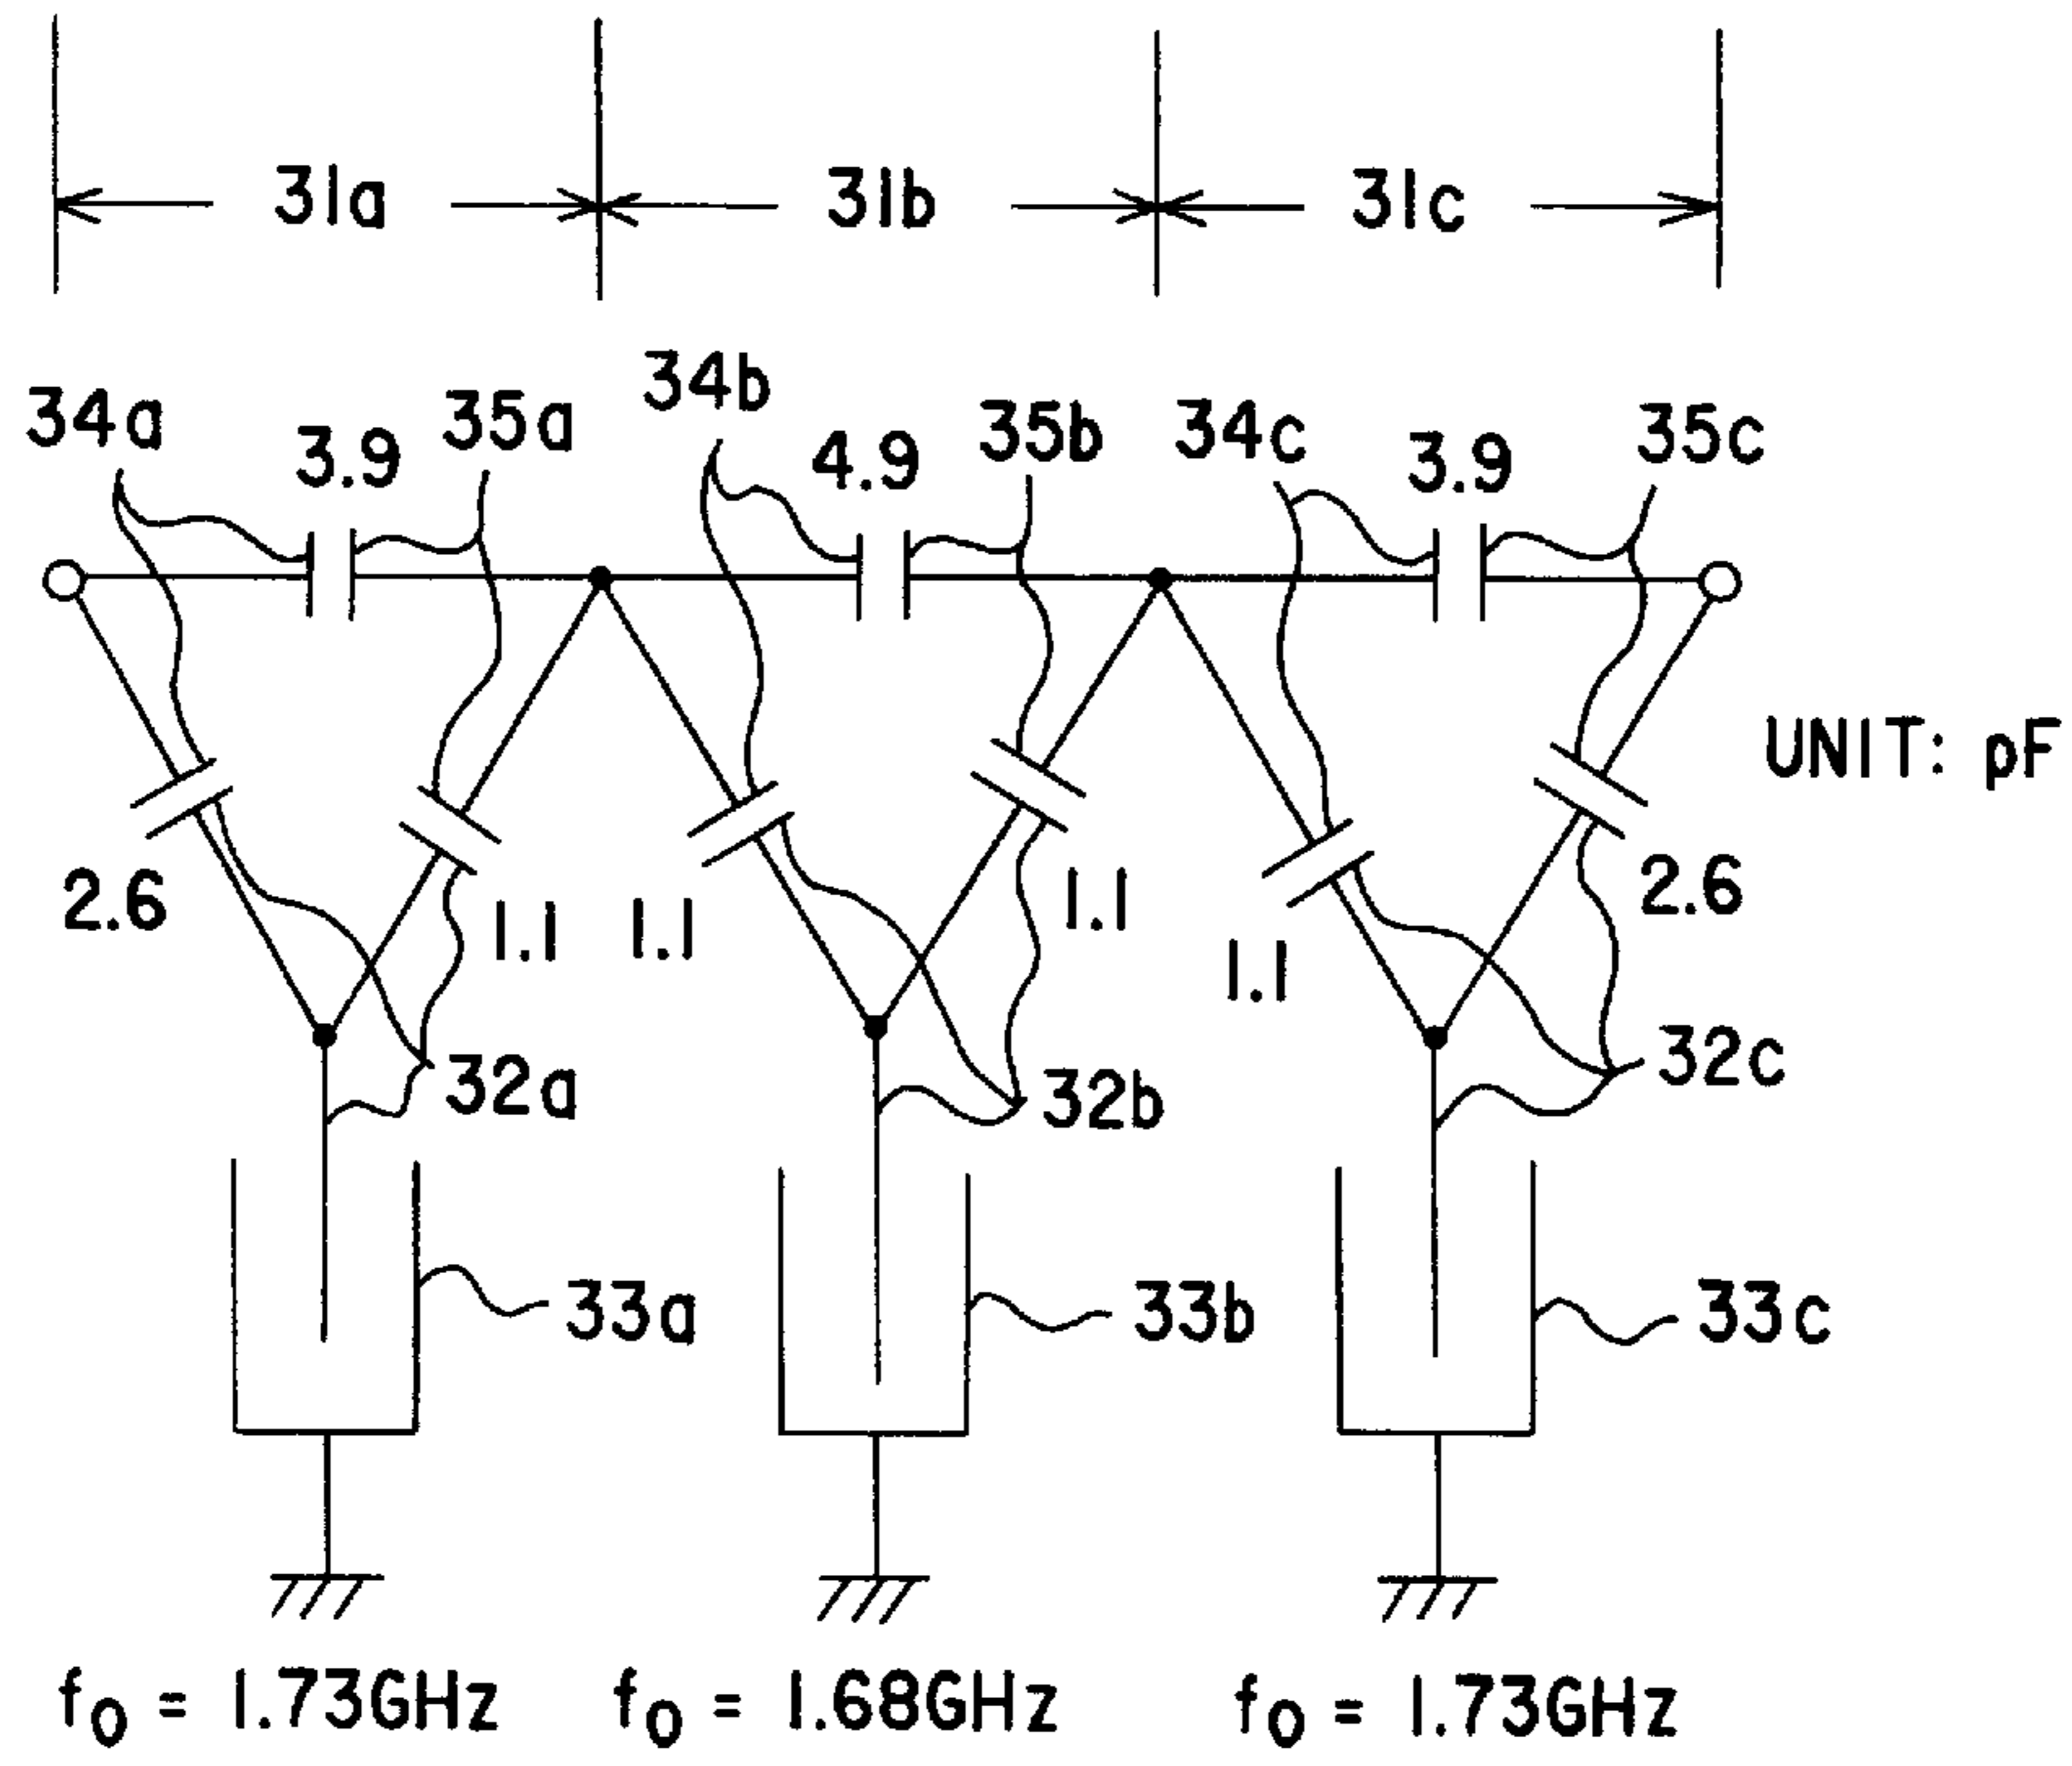 31a 31b 31c
34a 3.9 35a 34b 4.9 35b 34c 3.9 35c
UNIT: pF
2.6 1.1 1.1 1.1 1.1 2.6
32a 32b 32c
33a 33b 33c
f0 = 1.73GHz f0 = 1.68GHz f0 = 1.73GHz